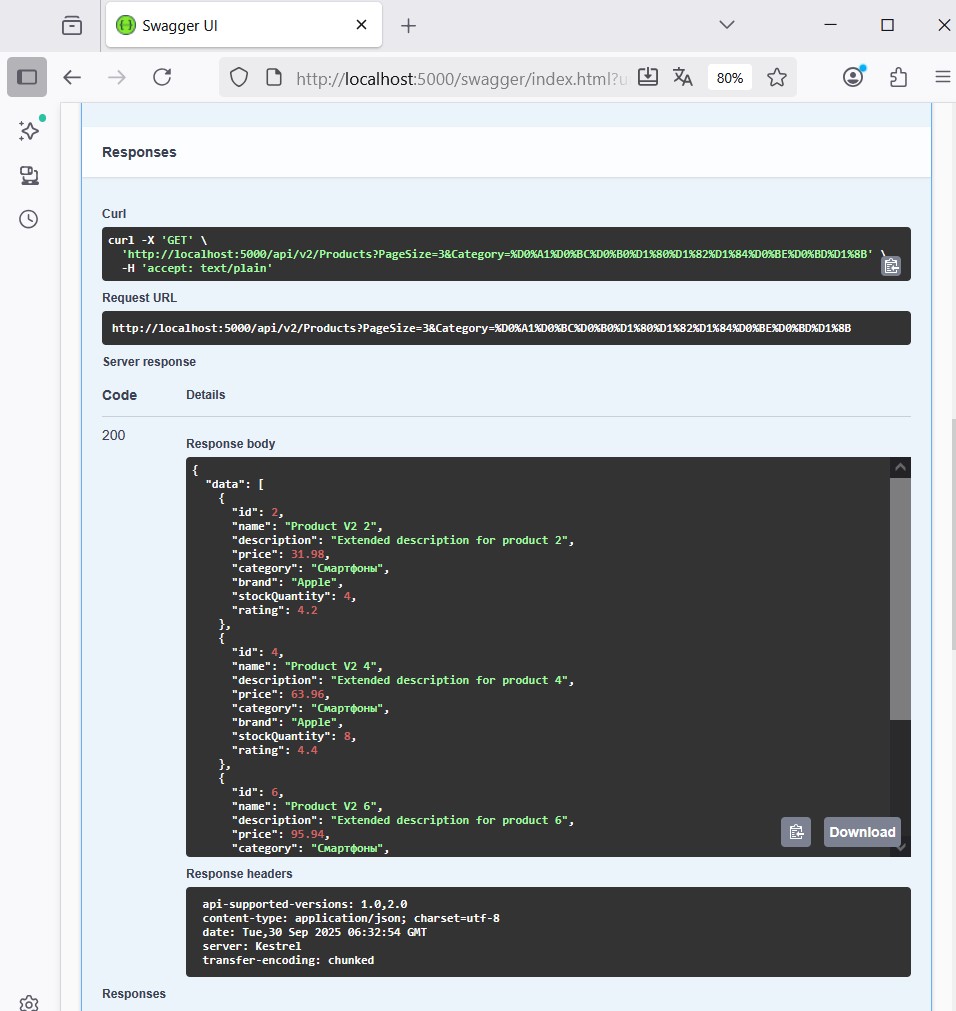 Swagger UI
http://localhost:5000/swagger/index.html?u
80%
Responses
Curl
curl -X 'GET' \
'http://localhost:5000/api/v2/Products?PageSize=3&Category=%D0%A1%D0%BC%D0%B0%D1%80%D1%82%D1%84%D0%BE%D0%BD%D1%8B' \
-H 'accept: text/plain'
Request URL
http://localhost:5000/api/v2/Products?PageSize=3&Category=%D0%A1%D0%BC%D0%B0%D1%80%D1%82%D1%84%D0%BE%D0%BD%D1%8B
Server response
Code Details
200
Response body
{
"data": [
{
"id": 2,
"name": "Product V2 2",
"description": "Extended description for product 2",
"price": 31.98,
"category": "Смартфоны",
"brand": "Apple",
"stockQuantity": 4,
"rating": 4.2
},
{
"id": 4,
"name": "Product V2 4",
"description": "Extended description for product 4",
"price": 63.96,
"category": "Смартфоны",
"brand": "Apple",
"stockQuantity": 8,
"rating": 4.4
},
{
"id": 6,
"name": "Product V2 6",
"description": "Extended description for product 6",
"price": 95.94,
"category": "Смартфоны",
Download
Response headers
api-supported-versions: 1.0,2.0
content-type: application/json; charset=utf-8
date: Tue,30 Sep 2025 06:32:54 GMT
server: Kestrel
transfer-encoding: chunked
Responses